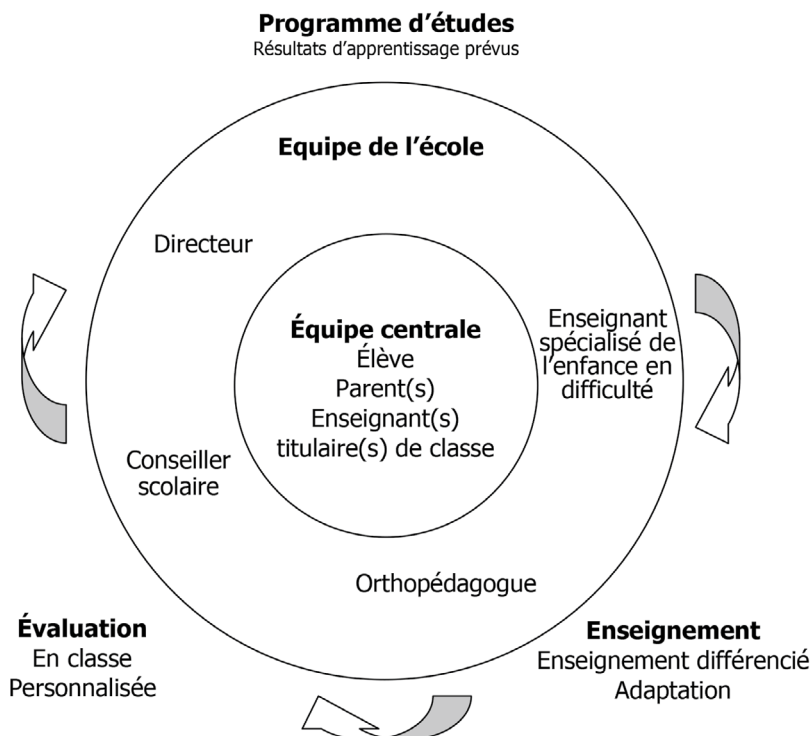 Programme d’études
Résultats d’apprentissage prévus
Equipe de l’école
Directeur
Équipe centrale
Élève
Parent(s)
Enseignant(s)
titulaire(s) de classe
Enseignant
spécialisé de
l’enfance en
difficulté
Conseiller
scolaire
Orthopédagogue
Évaluation
En classe
Personnalisée
Enseignement
Enseignement différencié
Adaptation